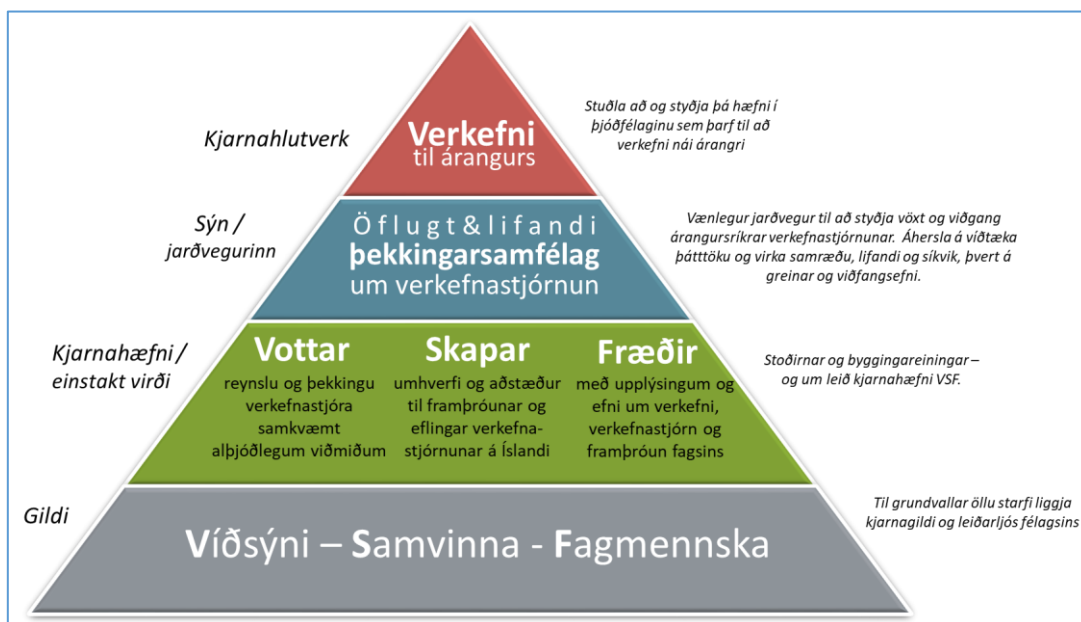 Kjarnahlutverk
Verkefni
til árangurs
Stuðla að og styðja þá hæfni í
þjóðfélaginu sem þarf til að
verkefni nái árangri
Sýn /
jarðvegurinn
Öflugt & lifandi
þekkingarsamfélag
um verkefnastjórnun
Vænlegur jarðvegur til að styðja vöxt og viðgang
árangursríkrar verkefnastjórnunar. Áhersla á víðtæka
þátttöku og virka samræðu, lifandi og síkvik, þvert á
greinar og viðfangsefni.
Kjarnahæfni /
einstakt virði
Vottar
reynslu og þekkingu
verkefnastjóra
samkvæmt
alþjóðlegum viðmiðum
Skapar
umhverfi og aðstæður
til framþróunar og
eflingar verkefna-
stjórnunar á Íslandi
Fræðir
með upplýsingum og
efni um verkefni,
verkefnastjórn og
framþróun fagsins
Stoðirnar og byggingareiningar –
og um leið kjarnahæfni VSF.
Gildi
Víðsýni – Samvinna - Fagmennska
Til grundvallar öllu starfi liggja
kjarnagildi og leiðarljós félagsins